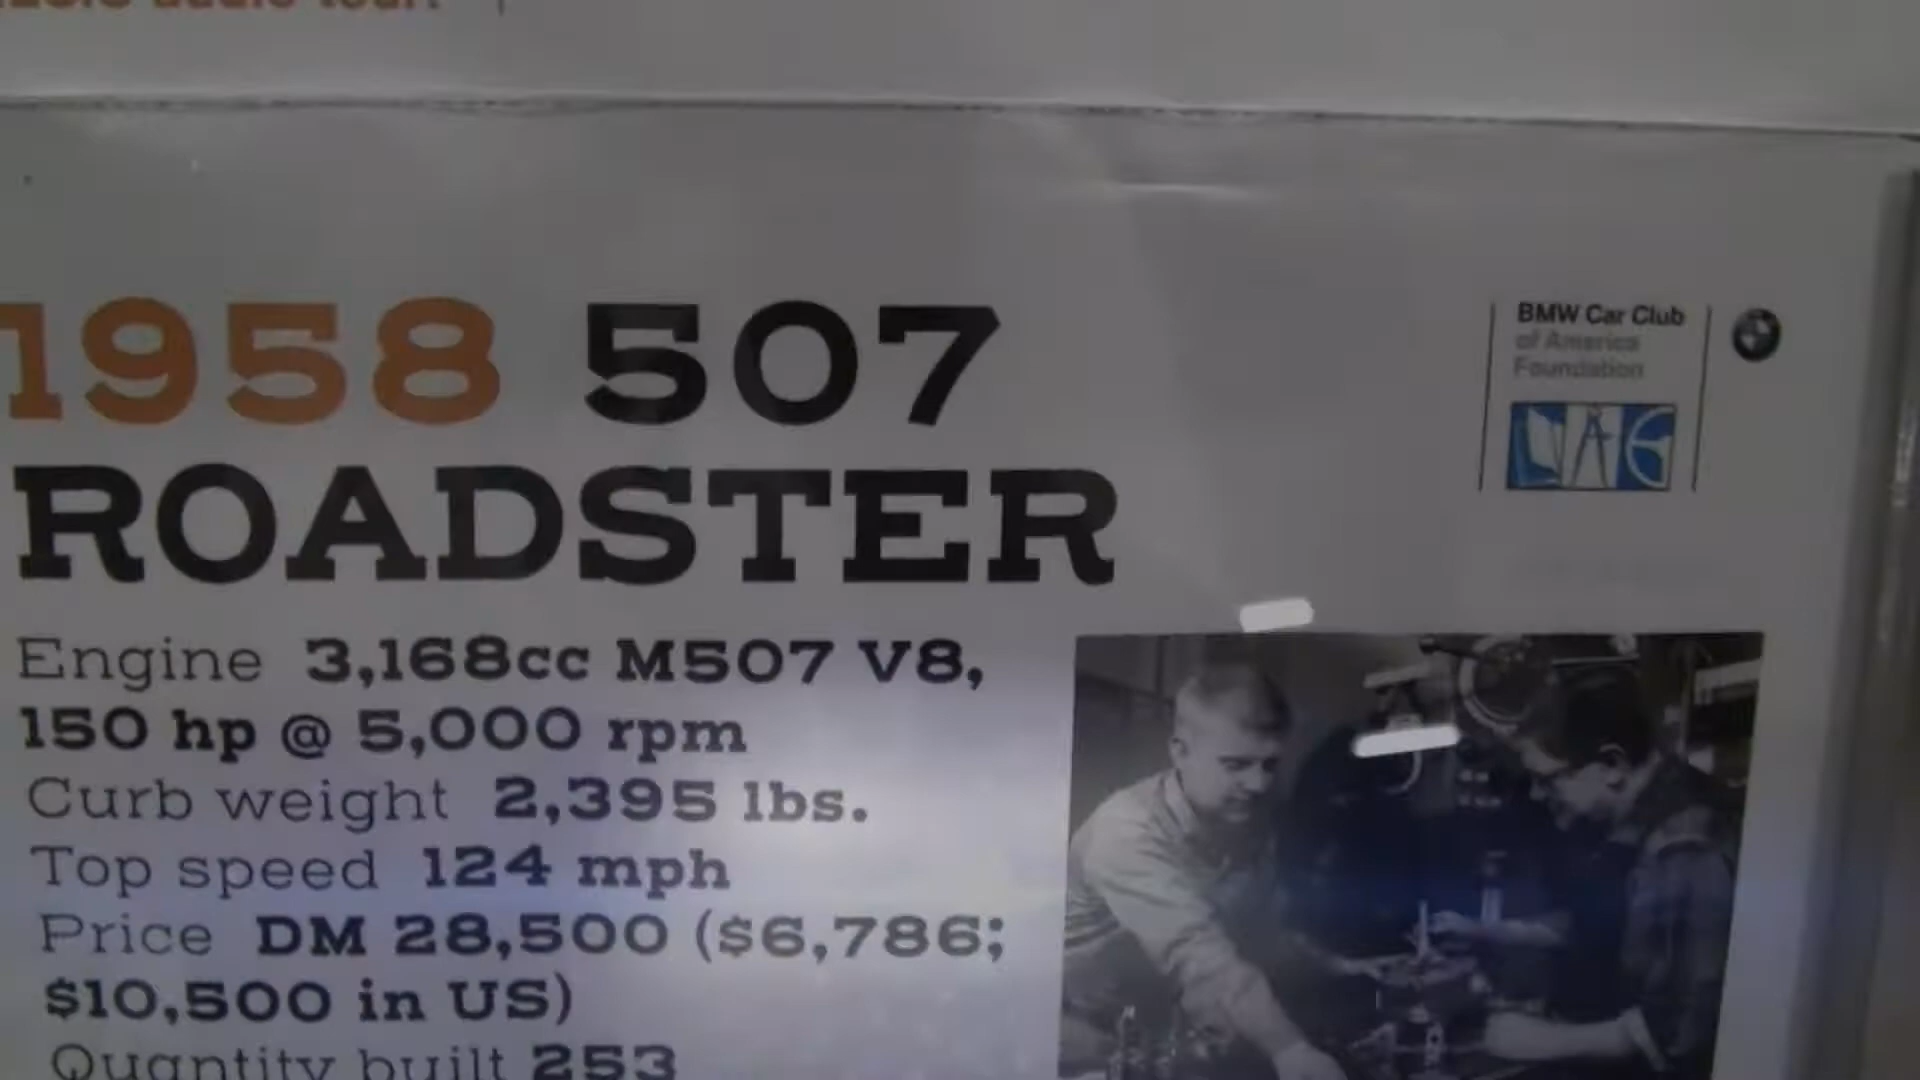 audio tour.
1958 507
ROADSTER
Engine 3,168cc M507 V8,
150 hp @ 5,000 rpm
Curb weight 2,395 lbs.
Top speed 124 mph
Price DM 28,500 ($6,786;
$10,500 in US)
Quantity built 253
BMW Car Club
of America
Foundation